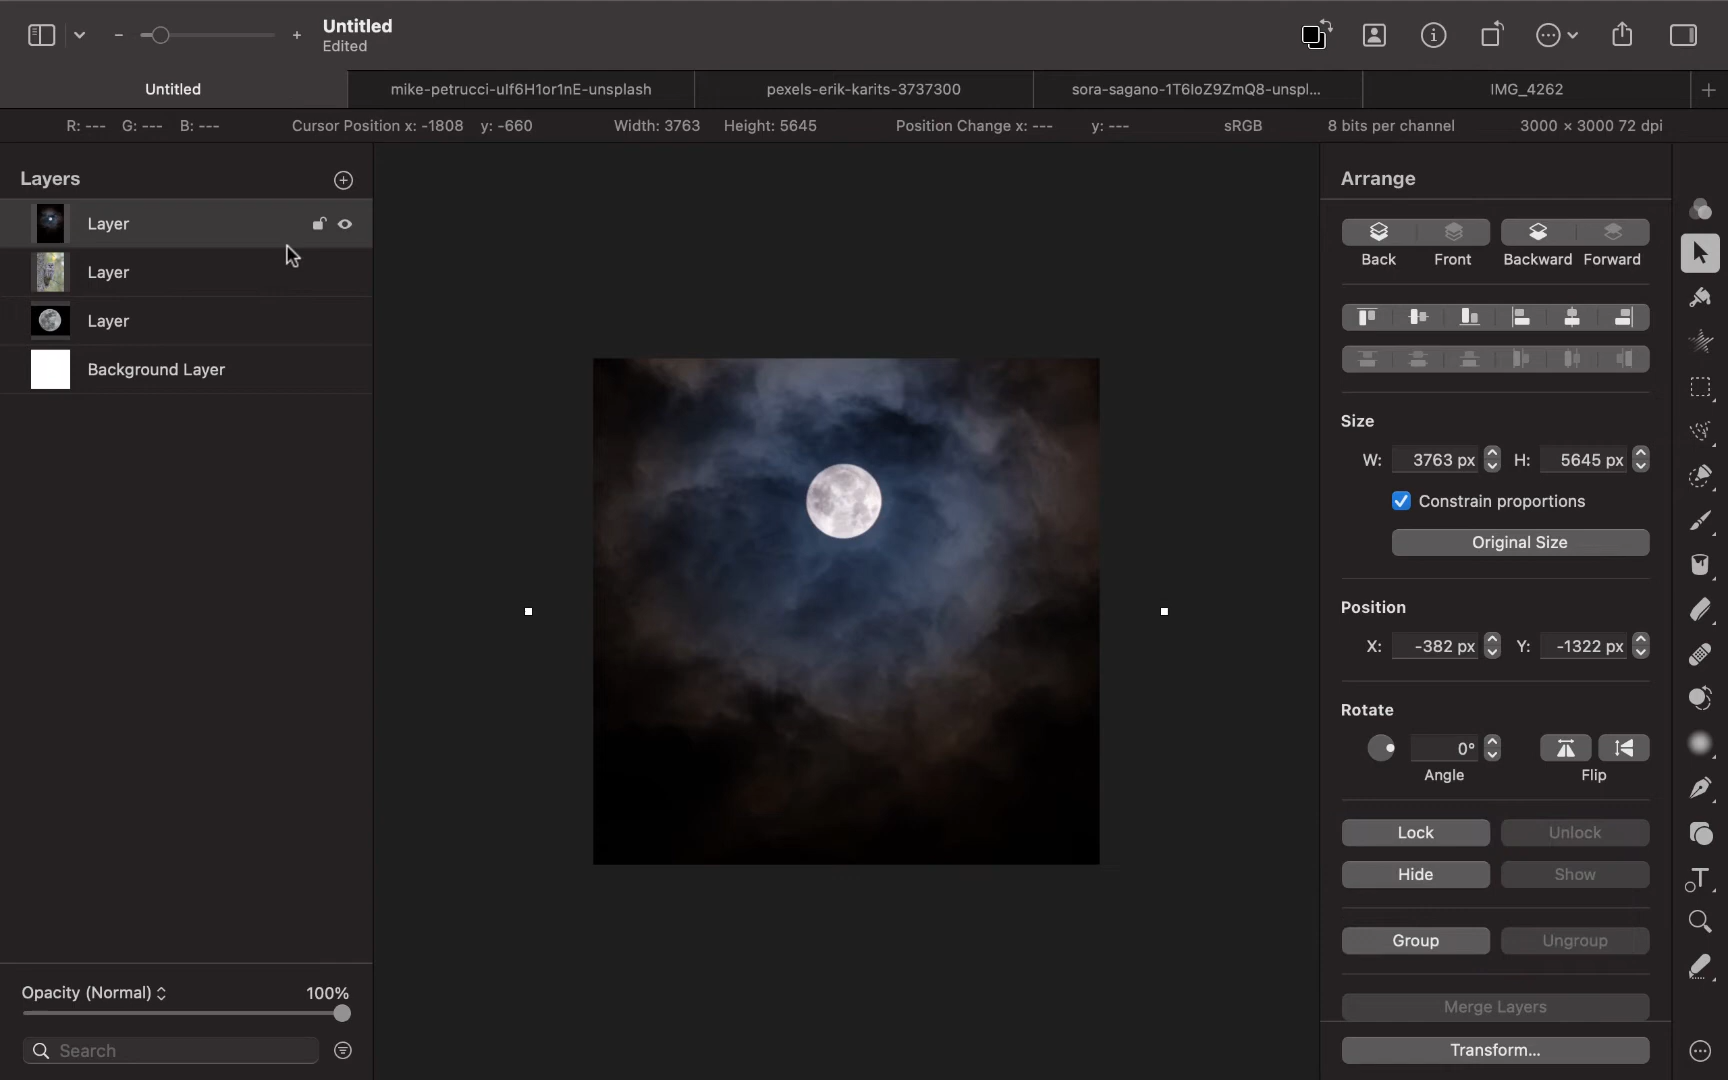 Untitled
Edited
Untitled
mike-petrucci-uIf6H1or1nE-unsplash
pexels-erik-karits-3737300
sora-sagano-1T6IoZ9ZmQ8-unspl...
IMG_4262
R: --- G: --- B: --- Cursor Position x: -1808 y: -660 Width: 3763 Height: 5645 Position Change x: --- y: --- sRGB 8 bits per channel 3000 × 3000 72 dpi
Layers
Layer
Layer
Layer
Background Layer
Opacity (Normal) 100%
Search
Arrange
Back Front Backward Forward
Size
W: 3763 px H: 5645 px
Constrain proportions
Original Size
Position
X: -382 px Y: -1322 px
Rotate
0°
Angle Flip
Lock Unlock
Hide Show
Group Ungroup
Merge Layers
Transform...